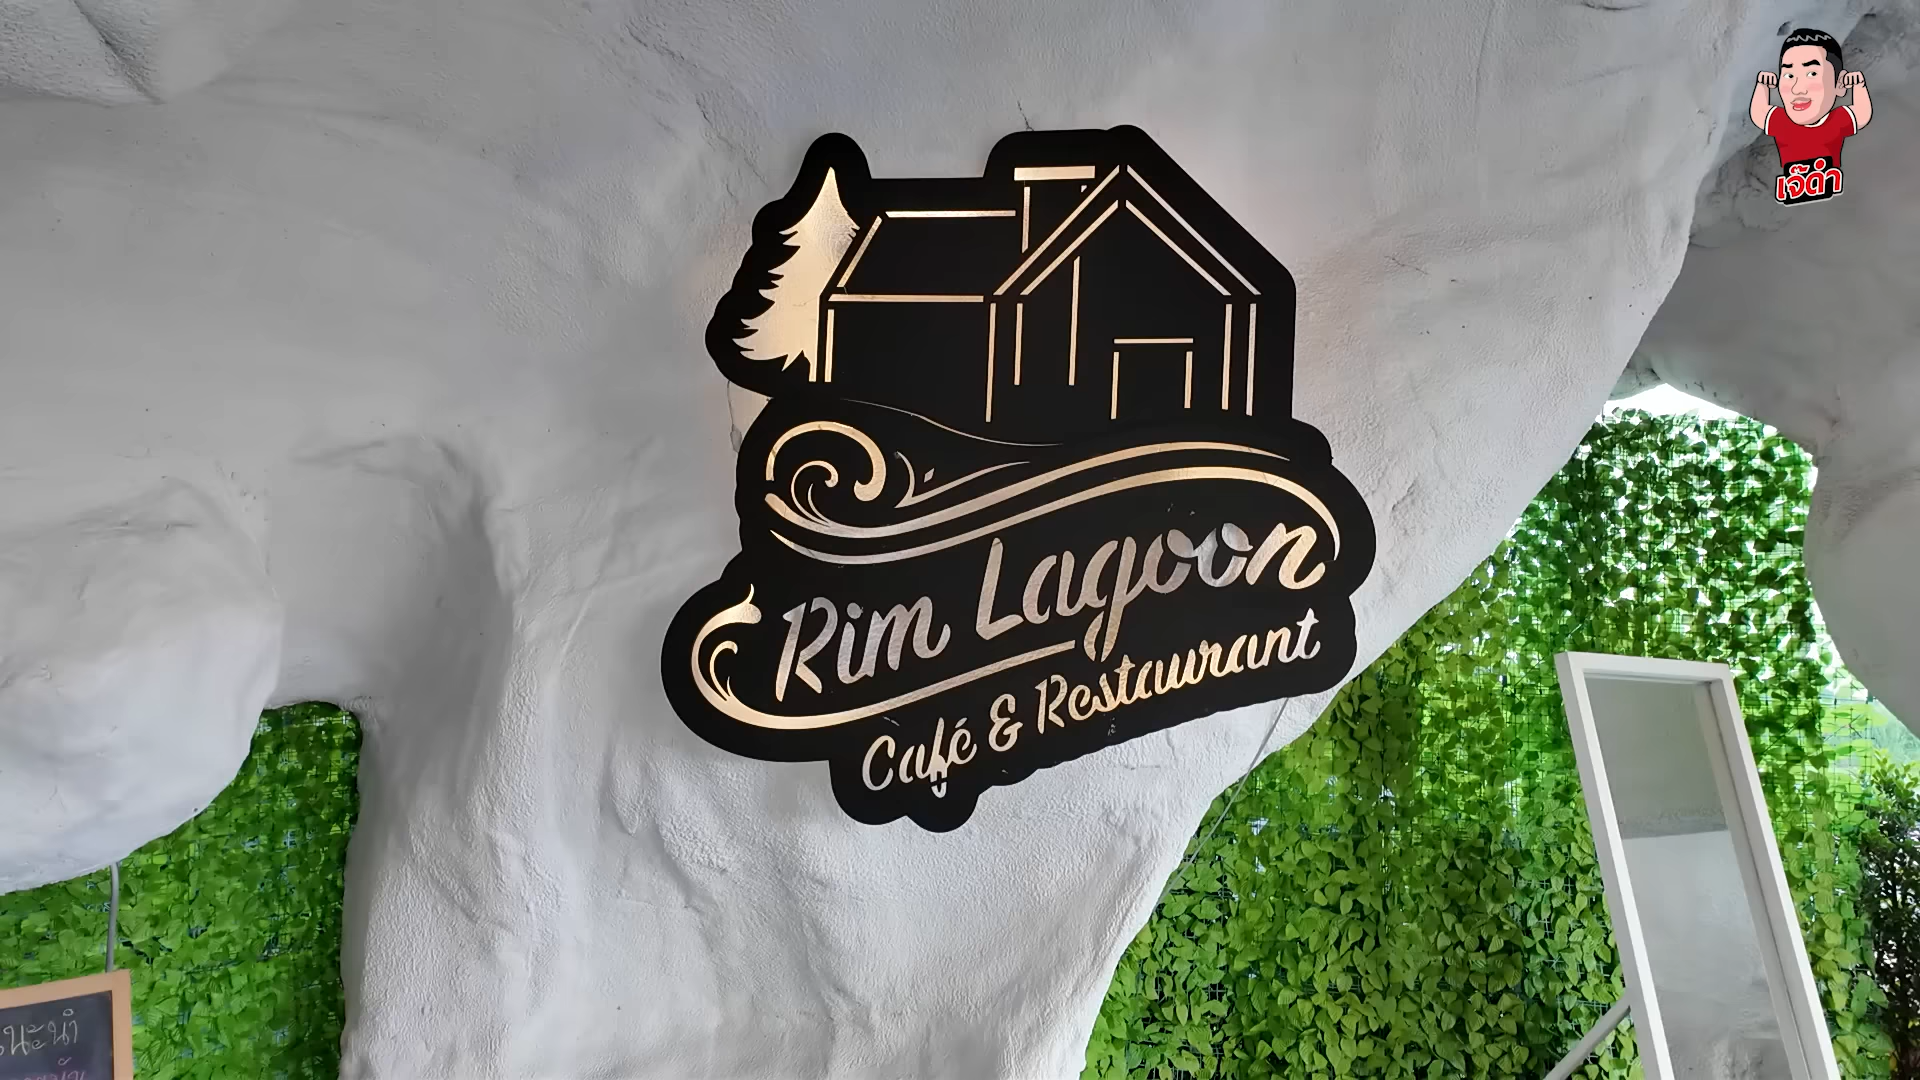 เจ๊ดำ
Rim Lagoon
Café & Restaurant